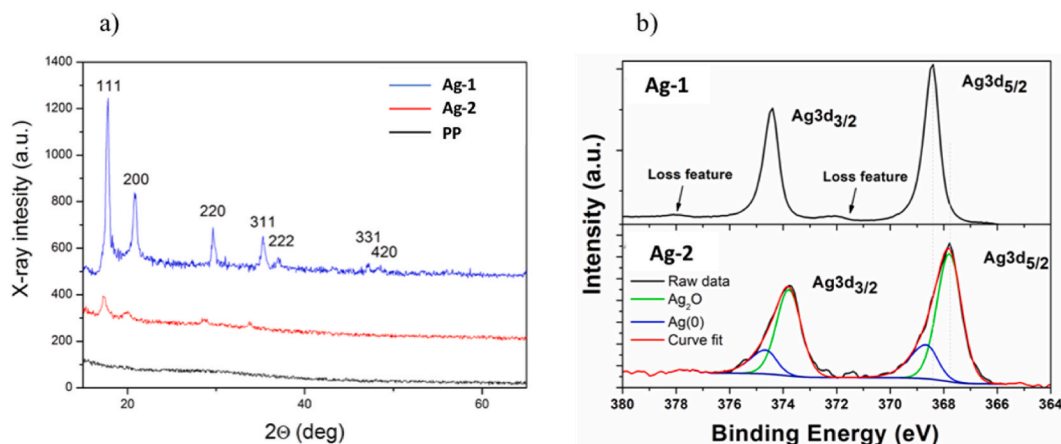 a)
1400
1200
1000
800
600
400
200
0
X-ray intesity (a.u.)
111
200
220
311
222
331
420
Ag-1
Ag-2
PP
20
40
60
2Θ (deg)
b)
Intensity (a.u.)
Ag-1
Ag3d3/2
Ag3d5/2
Loss feature
Loss feature
Ag-2
Raw data
Ag2O
Ag(0)
Curve fit
Ag3d3/2
Ag3d5/2
380 378 376 374 372 370 368 366 364
Binding Energy (eV)